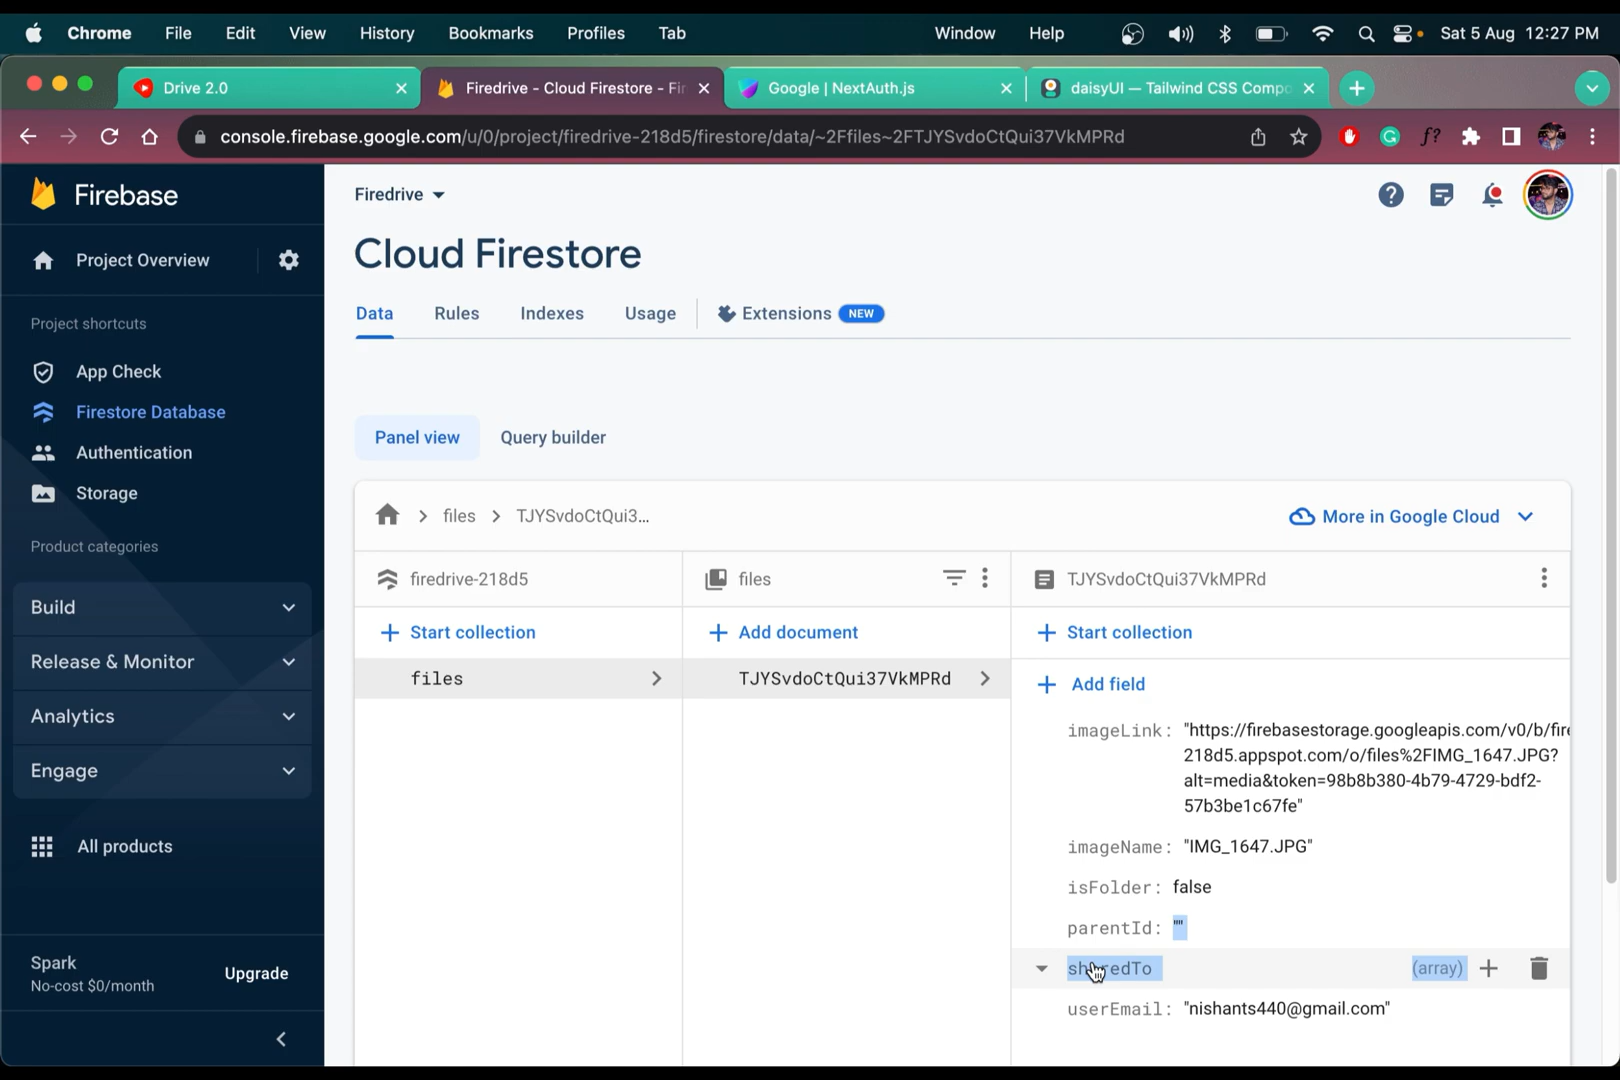 Chrome File Edit View History Bookmarks Profiles Tab Window Help Sat 5 Aug 12:27 PM
Drive 2.0
Firedrive - Cloud Firestore - Fir
Google | NextAuth.js
daisyUI — Tailwind CSS Compo
console.firebase.google.com/u/0/project/firedrive-218d5/firestore/data/~2Ffiles~2FTJYSvdoCtQui37VkMPRd
f?
Firebase
Project Overview
Project shortcuts
App Check
Firestore Database
Authentication
Storage
Product categories
Build
Release & Monitor
Analytics
Engage
All products
Spark
No-cost $0/month
Upgrade
Firedrive
Cloud Firestore
Data Rules Indexes Usage Extensions NEW
Panel view Query builder
files TJYSvdoCtQui3...
More in Google Cloud
firedrive-218d5
Start collection
files
files
Add document
TJYSvdoCtQui37VkMPRd
TJYSvdoCtQui37VkMPRd
Start collection
Add field
imageLink: "https://firebasestorage.googleapis.com/v0/b/fire
218d5.appspot.com/o/files%2FIMG_1647.JPG?
alt=media&token=98b8b380-4b79-4729-bdf2-
57b3be1c67fe"
imageName: "IMG_1647.JPG"
isFolder: false
parentId: ""
sharedTo (array)
userEmail: "nishants440@gmail.com"